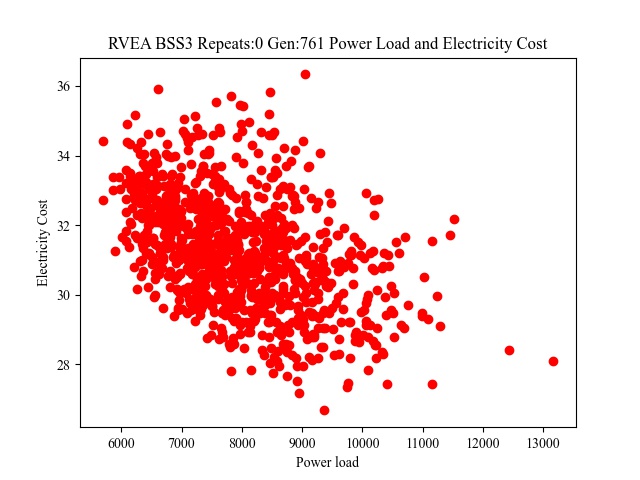 RVEA BSS3 Repeats:0 Gen:761 Power Load and Electricity Cost
36
34
32
30
28
Electricity Cost
6000 7000 8000 9000 10000 11000 12000 13000
Power load